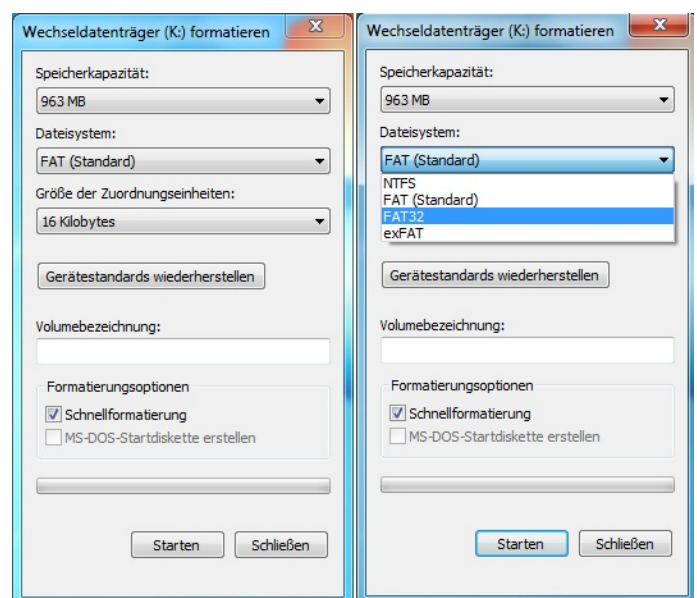 Wechseldatenträger (K:) formatieren
Speicherkapazität:
963 MB
Dateisystem:
FAT (Standard)
Größe der Zuordnungseinheiten:
16 Kilobytes
Gerätestandards wiederherstellen
Volumebezeichnung:
Formatierungsoptionen
Schnellformatierung
MS-DOS-Startdiskette erstellen
Starten Schließen
Wechseldatenträger (K:) formatieren
Speicherkapazität:
963 MB
Dateisystem:
FAT (Standard)
NTFS
FAT (Standard)
FAT32
exFAT
Gerätestandards wiederherstellen
Volumebezeichnung:
Formatierungsoptionen
Schnellformatierung
MS-DOS-Startdiskette erstellen
Starten Schließen